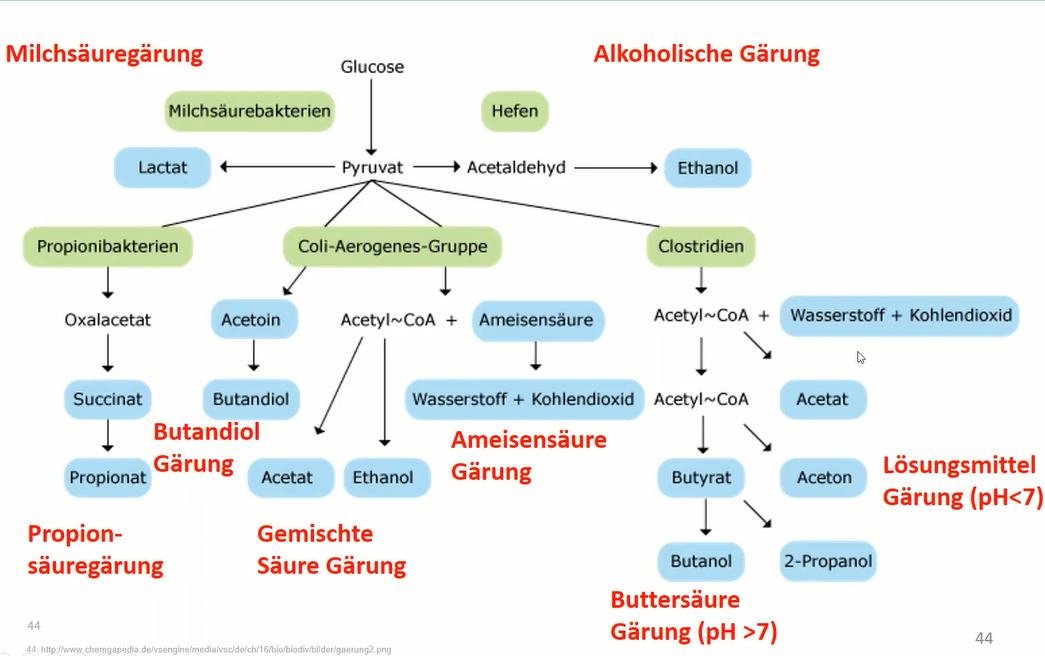 Milchsäuregärung
Alkoholische Gärung
Glucose
Milchsäurebakterien
Hefen
Lactat
Pyruvat
Acetaldehyd
Ethanol
Propionibakterien
Coli-Aerogenes-Gruppe
Clostridien
Oxalacetat
Acetoin
Acetyl~CoA +
Ameisensäure
Acetyl~CoA +
Wasserstoff + Kohlendioxid
Succinat
Butandiol
Wasserstoff + Kohlendioxid
Acetyl~CoA
Acetat
Butandiol
Gärung
Ameisensäure
Gärung
Propionat
Acetat
Ethanol
Butyrat
Aceton
Lösungsmittel
Gärung (pH<7)
Propion-
säuregärung
Gemischte
Säure Gärung
Butanol
2-Propanol
Buttersäure
Gärung (pH >7)
44
44
44: http://www.chemgapedia.de/vsengine/media/vsc/de/ch/16/bio/biodiv/bilder/gaerung2.png